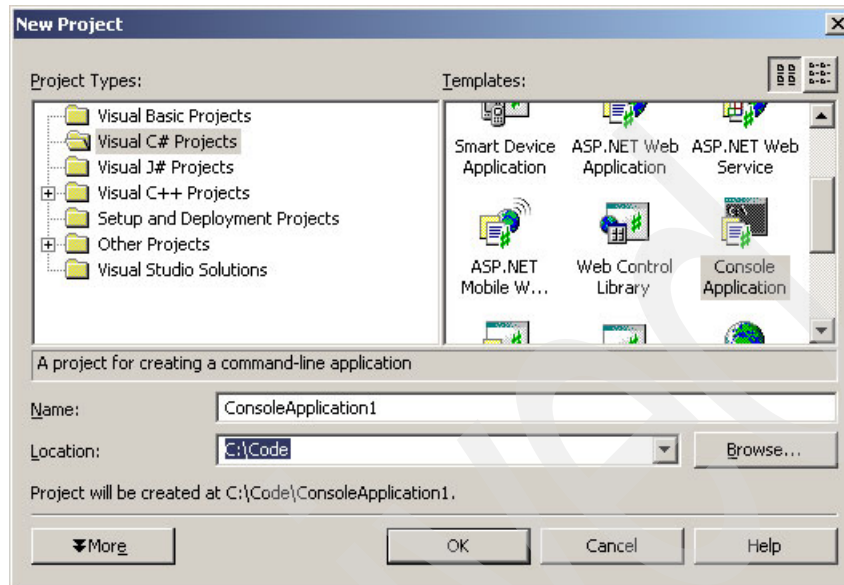 New Project
Project Types:
Templates:
Visual Basic Projects
Visual C# Projects
Visual J# Projects
Visual C++ Projects
Setup and Deployment Projects
Other Projects
Visual Studio Solutions
Smart Device Application
ASP.NET Web Application
ASP.NET Web Service
ASP.NET Mobile W...
Web Control Library
Console Application
A project for creating a command-line application
Name:
ConsoleApplication1
Location:
C:\Code
Browse...
Project will be created at C:\Code\ConsoleApplication1.
More
OK
Cancel
Help